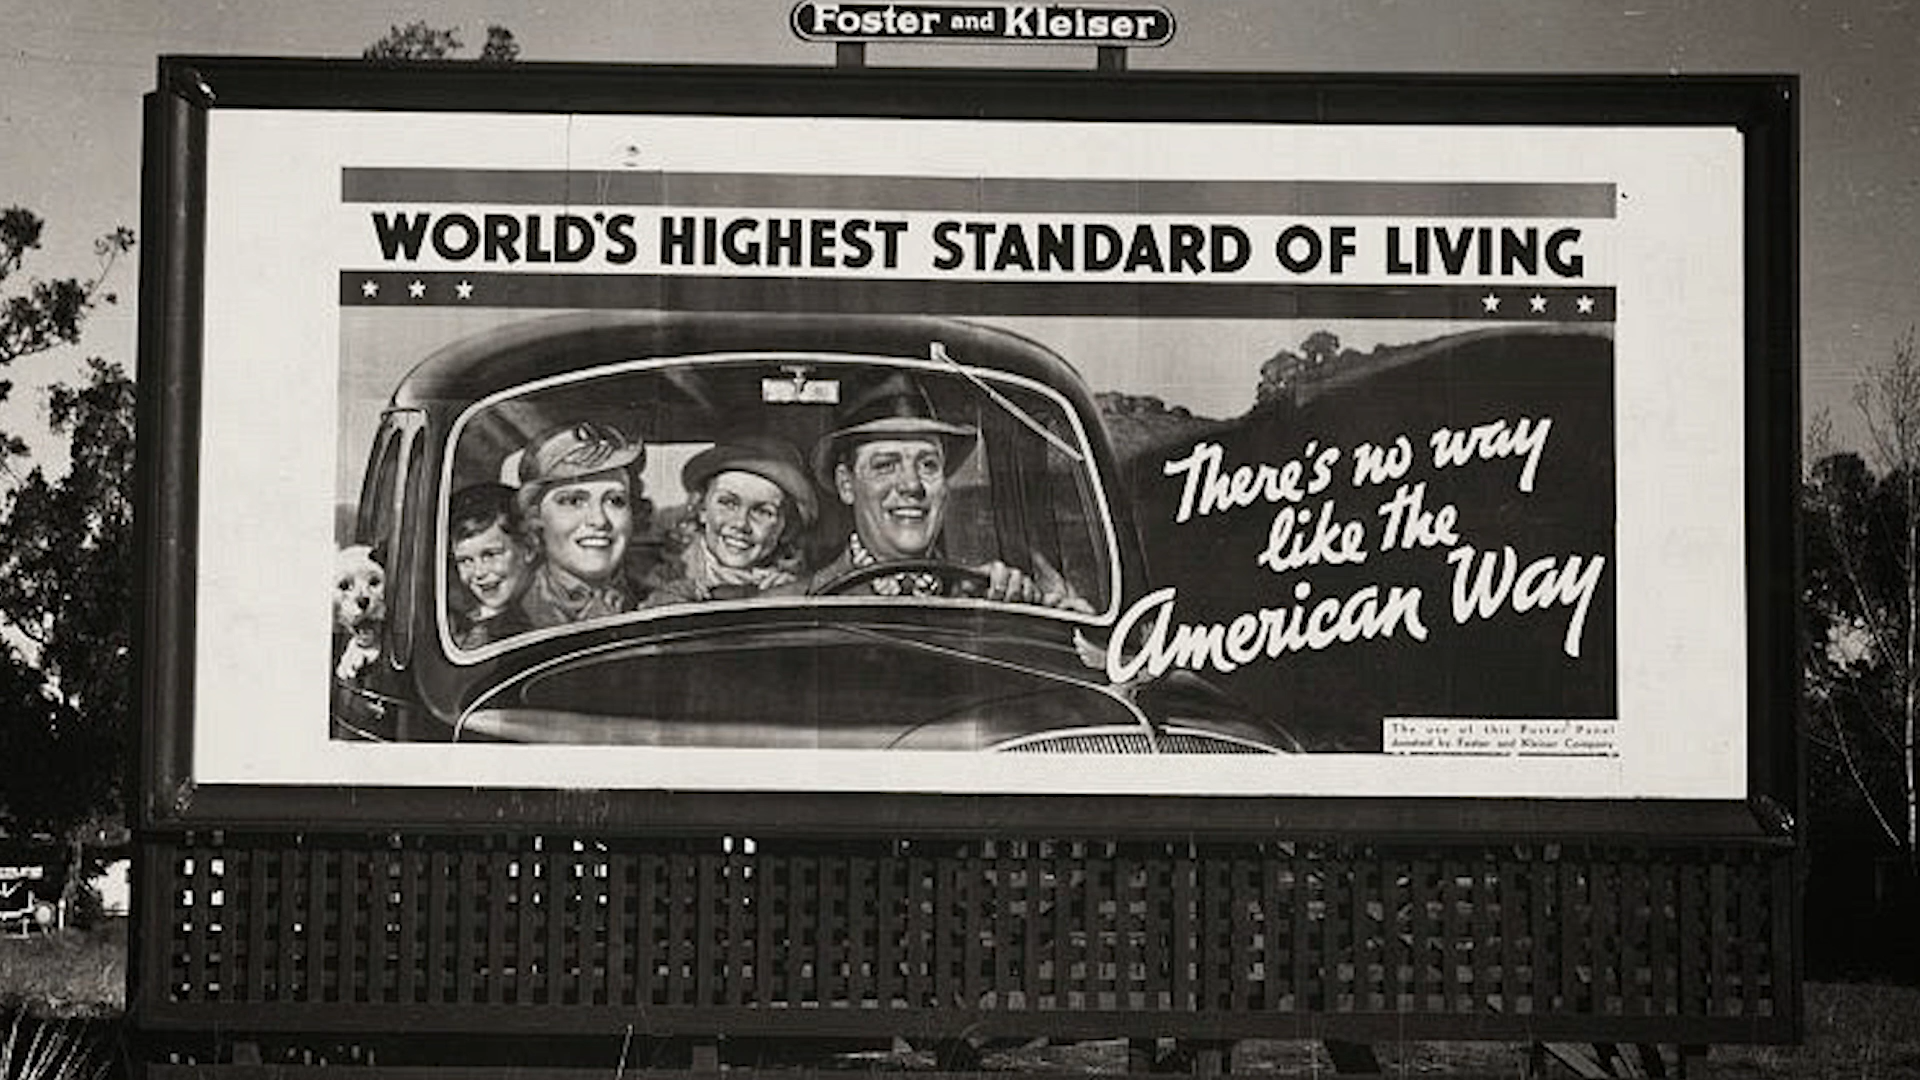 Foster and Kleiser
WORLD'S HIGHEST STANDARD OF LIVING
There's no way
like the
American Way
The use of this Poster Panel
donated by Foster and Kleiser Company